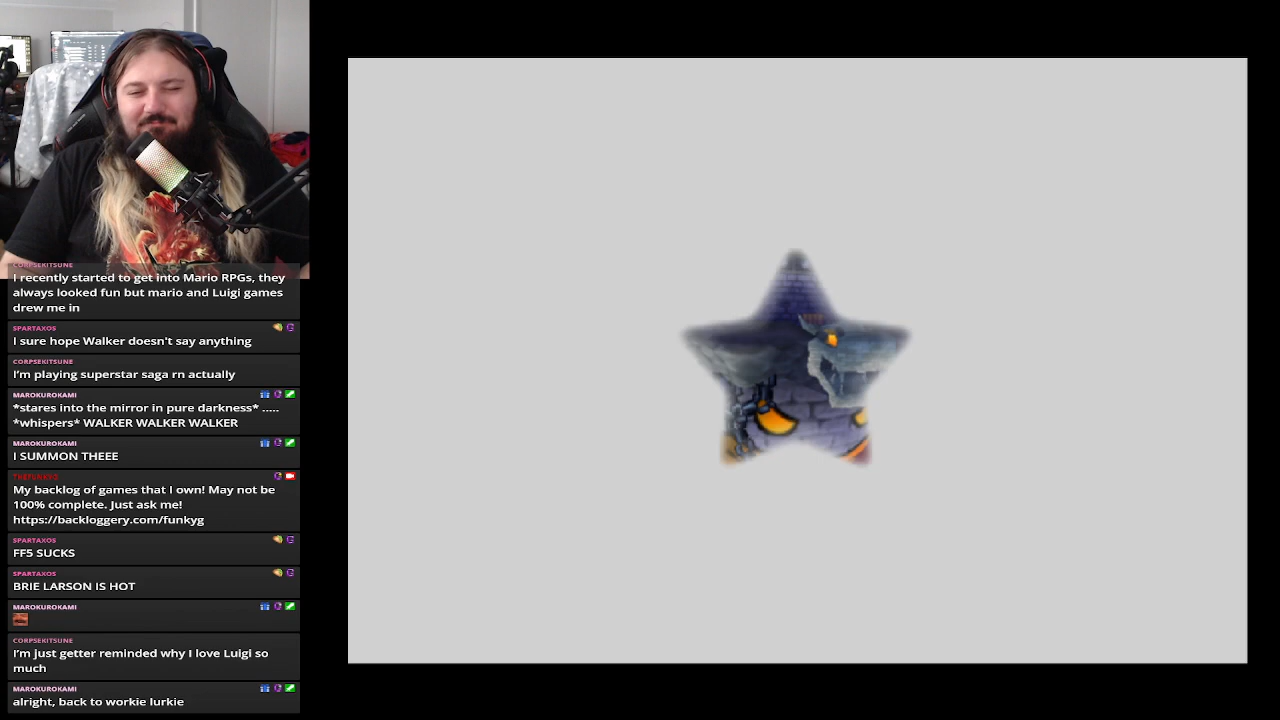 CORPSEKITSUNE
I recently started to get into Mario RPGs, they
always looked fun but mario and Luigi games
drew me in
SPARTAXOS
I sure hope Walker doesn't say anything
CORPSEKITSUNE
I'm playing superstar saga rn actually
MAROKUROKAMI
*stares into the mirror in pure darkness* .....
*whispers* WALKER WALKER WALKER
MAROKUROKAMI
I SUMMON THEEE
THEFUNKYG
My backlog of games that I own! May not be
100% complete. Just ask me!
https://backloggery.com/funkyg
SPARTAXOS
FF5 SUCKS
SPARTAXOS
BRIE LARSON IS HOT
MAROKUROKAMI
CORPSEKITSUNE
I'm just getter reminded why I love Luigi so
much
MAROKUROKAMI
alright, back to workie lurkie